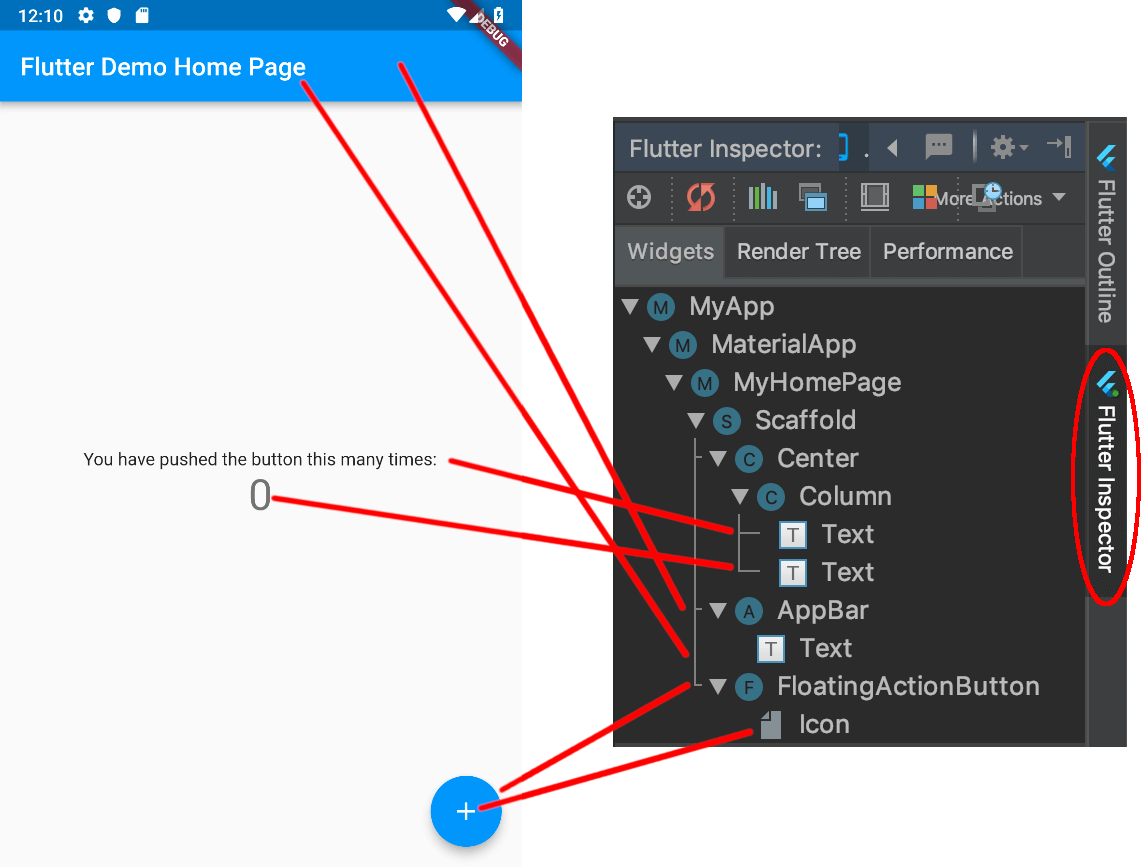 12:10
DEBUG
Flutter Demo Home Page
You have pushed the button this many times:
0
+
Flutter Inspector:
More Actions
Widgets
Render Tree
Performance
M MyApp
M MaterialApp
M MyHomePage
S Scaffold
C Center
C Column
T Text
T Text
A AppBar
T Text
F FloatingActionButton
Icon
Flutter Outline
Flutter Inspector